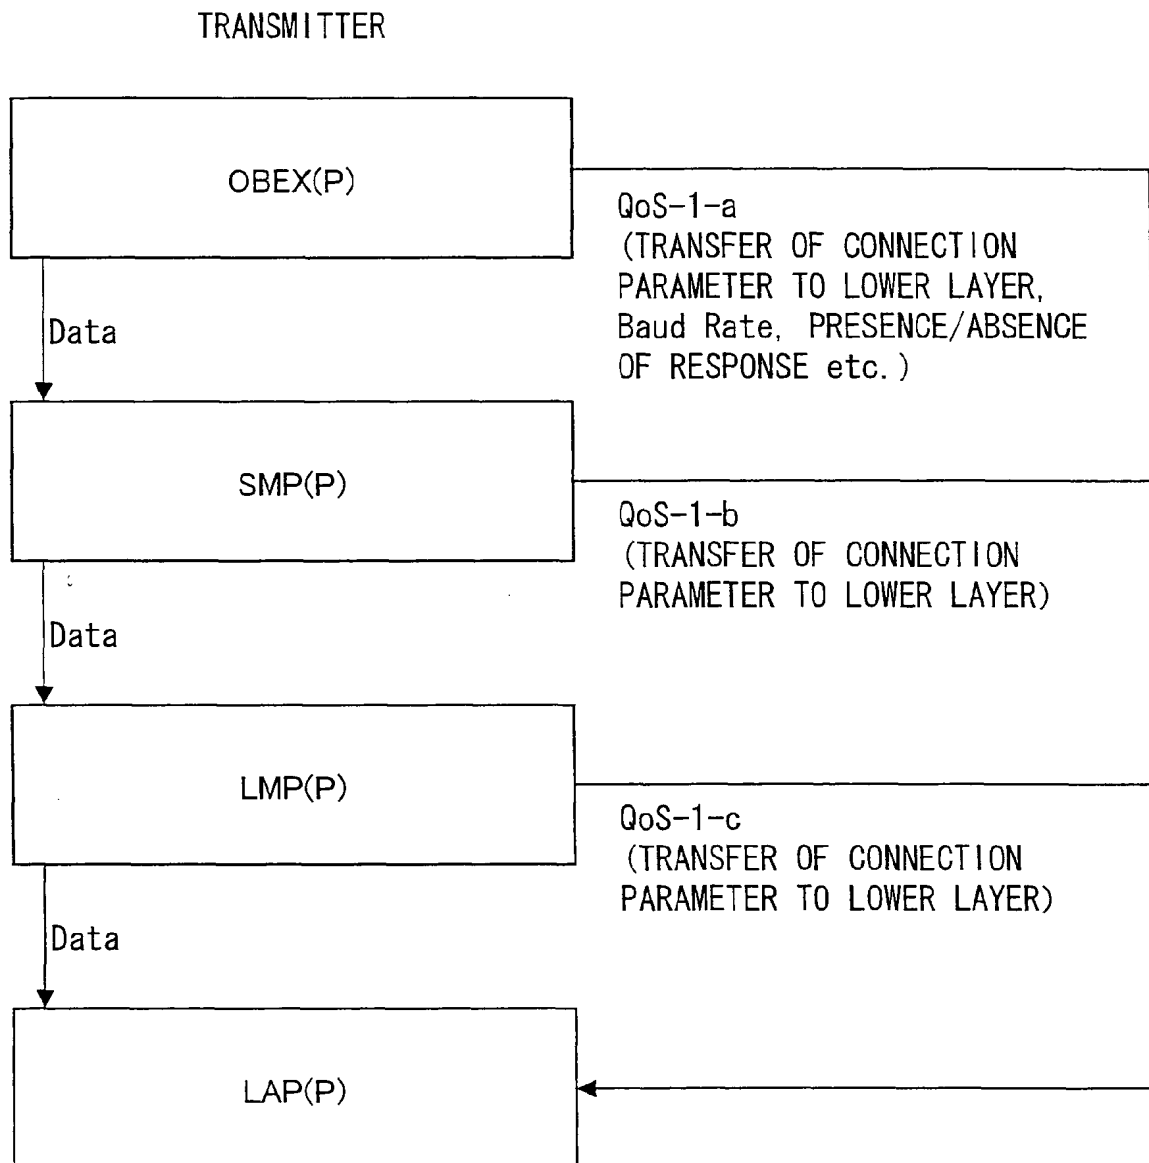 TRANSMITTER
OBEX(P)
QoS-1-a
(TRANSFER OF CONNECTION
PARAMETER TO LOWER LAYER,
Baud Rate, PRESENCE/ABSENCE
OF RESPONSE etc.)
Data
SMP(P)
QoS-1-b
(TRANSFER OF CONNECTION
PARAMETER TO LOWER LAYER)
Data
LMP(P)
QoS-1-c
(TRANSFER OF CONNECTION
PARAMETER TO LOWER LAYER)
Data
LAP(P)